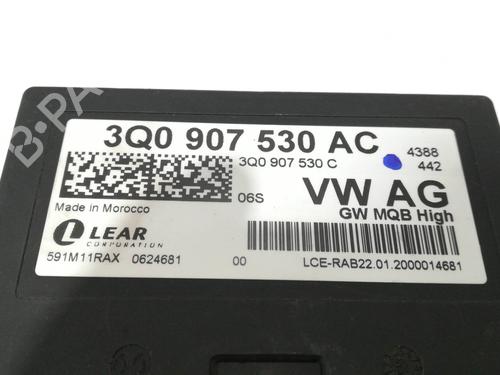 3Q0 907 530 AC
4388
442
3Q0 907 530 C
06S
VW AG
GW MQB High
Made in Morocco
LEAR
CORPORATION
591M11RAX 0624681 00
LCE-RAB22.01.2000014681
B-PARTS